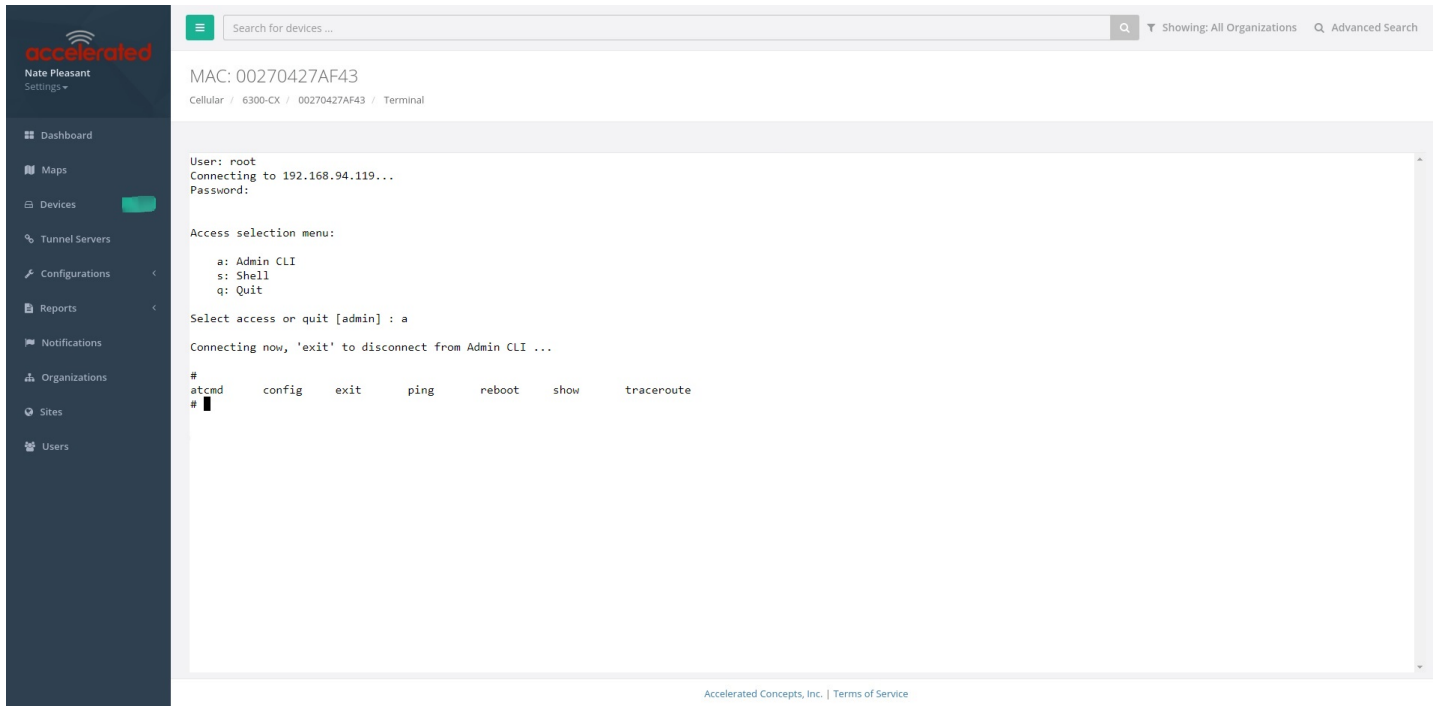 accelerated
Nate Pleasant
Settings
Dashboard
Maps
Devices
Tunnel Servers
Configurations
Reports
Notifications
Organizations
Sites
Users
Search for devices ...
Showing: All Organizations
Advanced Search
MAC: 00270427AF43
Cellular / 6300-CX / 00270427AF43 / Terminal
User: root
Connecting to 192.168.94.119...
Password:
Access selection menu:
a: Admin CLI
s: Shell
q: Quit
Select access or quit [admin] : a
Connecting now, 'exit' to disconnect from Admin CLI ...
#
atcmd config exit ping reboot show traceroute
#
Accelerated Concepts, Inc. | Terms of Service